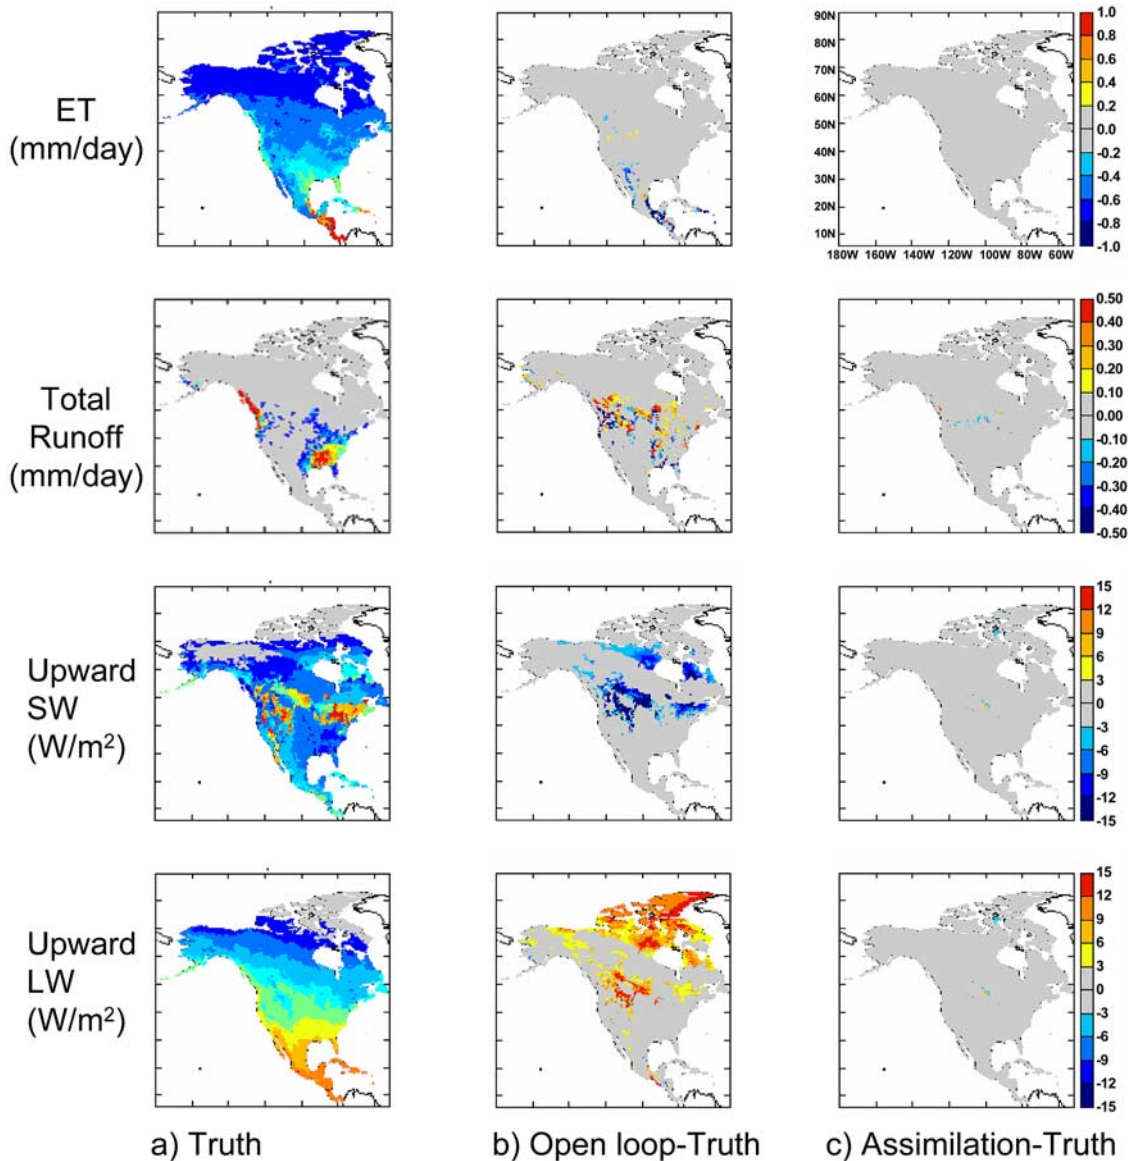 ET
(mm/day)
90N
80N
70N
60N
50N
40N
30N
20N
10N
180W 160W 140W 120W 100W 80W 60W
1.0
0.8
0.6
0.4
0.2
0.0
-0.2
-0.4
-0.6
-0.8
-1.0
Total
Runoff
(mm/day)
0.50
0.40
0.30
0.20
0.10
0.00
-0.10
-0.20
-0.30
-0.40
-0.50
Upward
SW
(W/m²)
15
12
9
6
3
0
-3
-6
-9
-12
-15
Upward
LW
(W/m²)
15
12
9
6
3
0
-3
-6
-9
-12
-15
a) Truth
b) Open loop-Truth
c) Assimilation-Truth